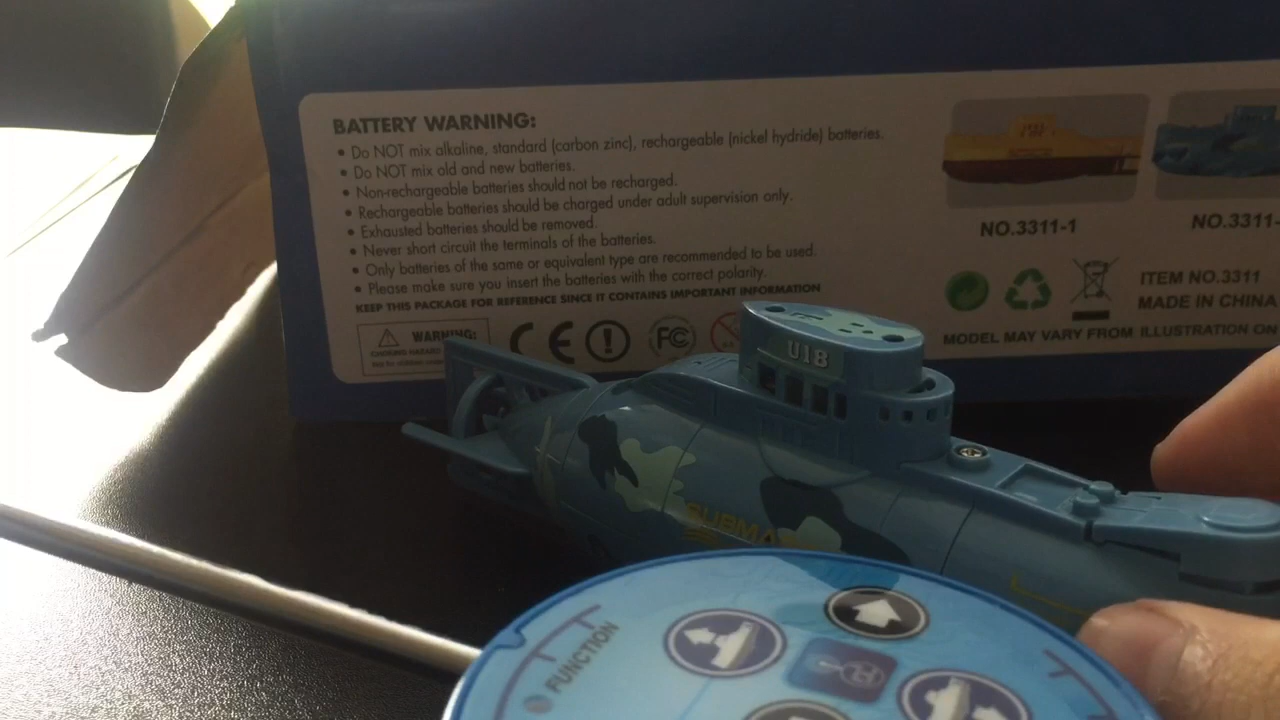 BATTERY WARNING:
• Do NOT mix alkaline, standard (carbon zinc), rechargeable (nickel hydride) batteries.
• Do NOT mix old and new batteries.
• Non-rechargeable batteries should not be recharged.
• Rechargeable batteries should be charged under adult supervision only.
• Exhausted batteries should be removed.
• Never short circuit the terminals of the batteries.
• Only batteries of the same or equivalent type are recommended to be used.
• Please make sure you insert the batteries with the correct polarity.
KEEP THIS PACKAGE FOR REFERENCE SINCE IT CONTAINS IMPORTANT INFORMATION
WARNING:
CHOKING HAZARD
CE
FC
NO.3311-1
NO.3311-
ITEM NO.3311
MADE IN CHINA
MODEL MAY VARY FROM ILLUSTRATION ON
U18
SUBMA
FUNCTION